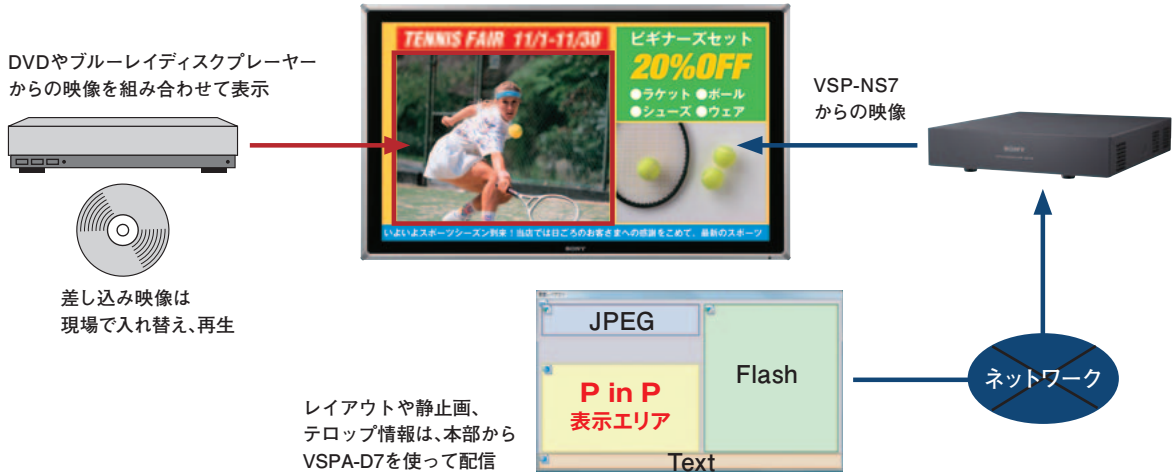 DVDやブルーレイディスクプレーヤー
からの映像を組み合わせて表示
差し込み映像は
現場で入れ替え、再生
TENNIS FAIR 11/1-11/30
ビギナーズセット
20%OFF
●ラケット ●ボール
●シューズ ●ウェア
いよいよスポーツシーズン到来！当店では日ごろのお客さまへの感謝をこめて、最新のスポーツ
SONY
VSP-NS7
からの映像
SONY
JPEG
P in P
表示エリア
Flash
Text
レイアウトや静止画、
テロップ情報は、本部から
VSPA-D7を使って配信
ネットワーク